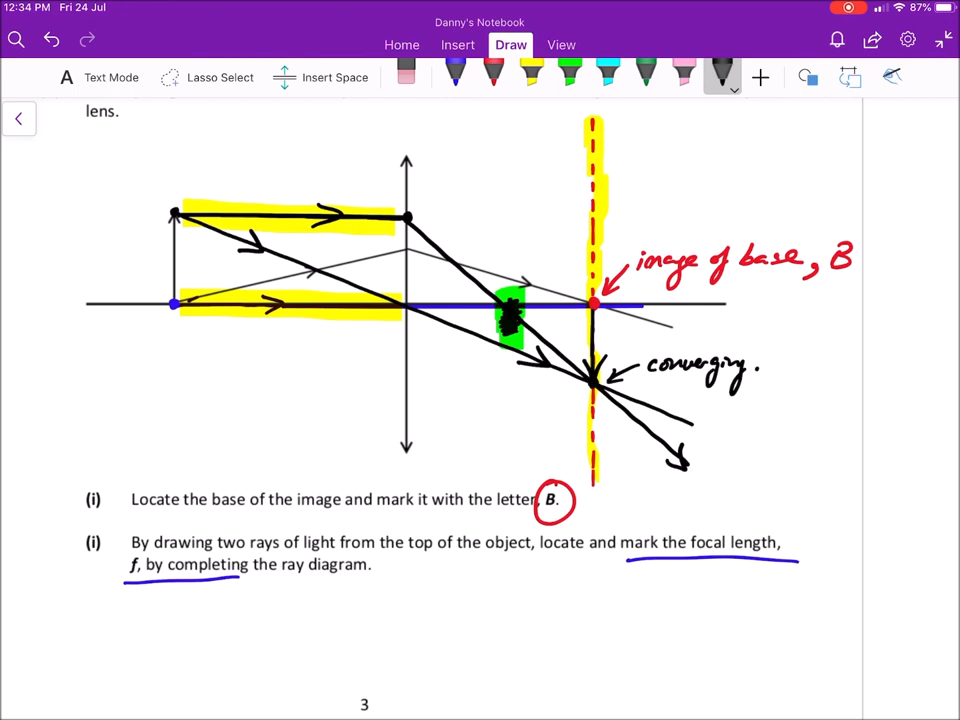 12:34 PM Fri 24 Jul
87%
Danny's Notebook
Home Insert Draw View
A Text Mode Lasso Select Insert Space
lens.
image of base, B
converging.
(i) Locate the base of the image and mark it with the letter, B.
(i) By drawing two rays of light from the top of the object, locate and mark the focal length,
f, by completing the ray diagram.
3